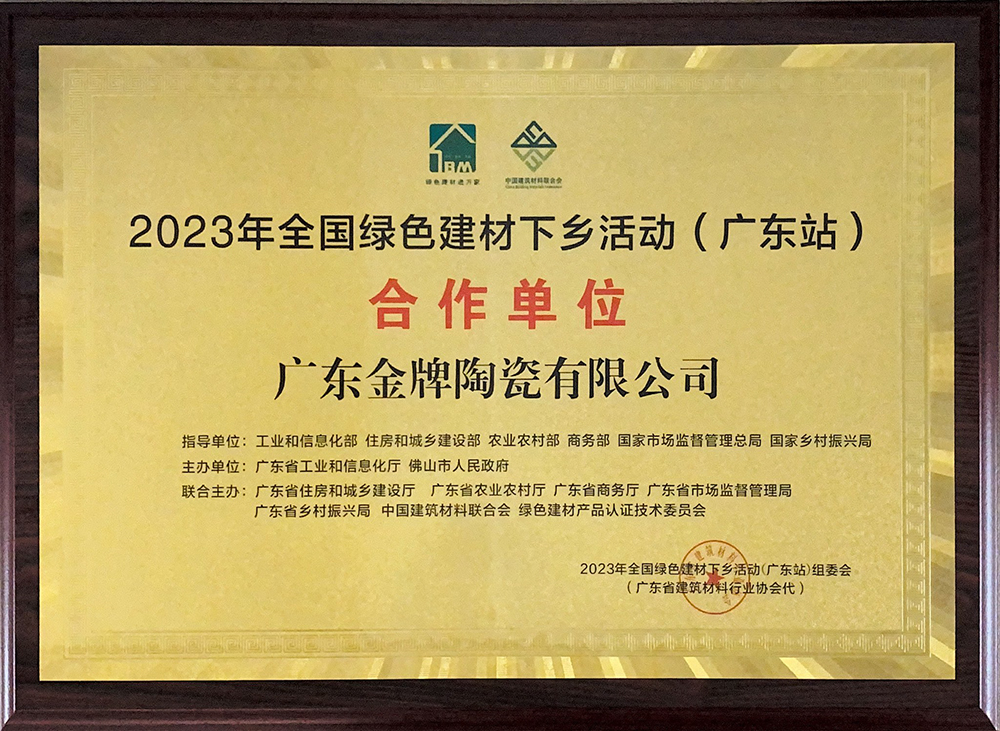 绿色建材进万家
中国建筑材料联合会
2023年全国绿色建材下乡活动（广东站）
合作单位
广东金牌陶瓷有限公司
指导单位：工业和信息化部 住房和城乡建设部 农业农村部 商务部 国家市场监督管理总局 国家乡村振兴局
主办单位：广东省工业和信息化厅 佛山市人民政府
联合主办：广东省住房和城乡建设厅 广东省农业农村厅 广东省商务厅 广东省市场监督管理局
广东省乡村振兴局 中国建筑材料联合会 绿色建材产品认证技术委员会
2023年全国绿色建材下乡活动(广东站)组委会
（广东省建筑材料行业协会代）